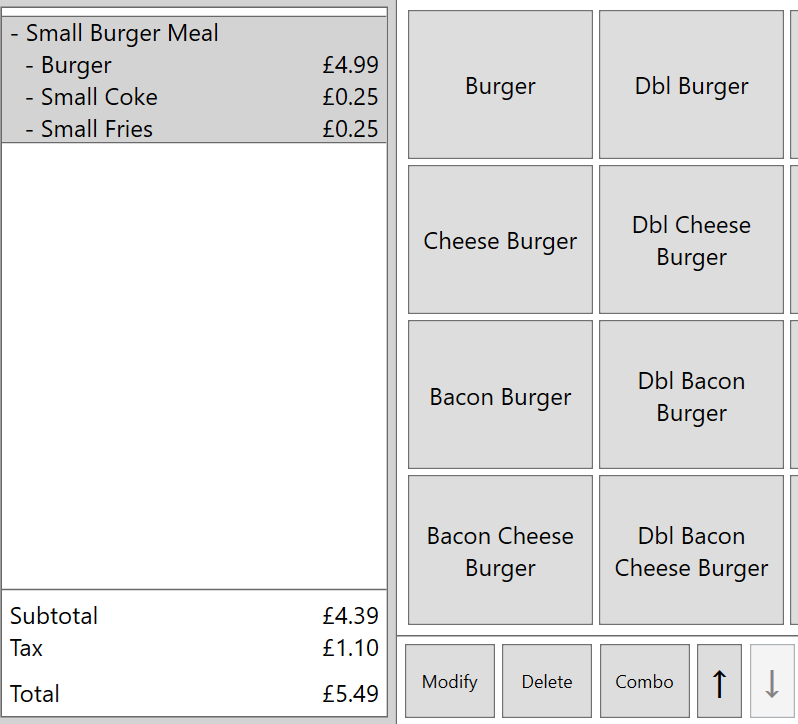 - Small Burger Meal
- Burger £4.99
- Small Coke £0.25
- Small Fries £0.25
Subtotal £4.39
Tax £1.10
Total £5.49
Burger
Dbl Burger
Cheese Burger
Dbl Cheese
Burger
Bacon Burger
Dbl Bacon
Burger
Bacon Cheese
Burger
Dbl Bacon
Cheese Burger
Modify
Delete
Combo
↑
↓